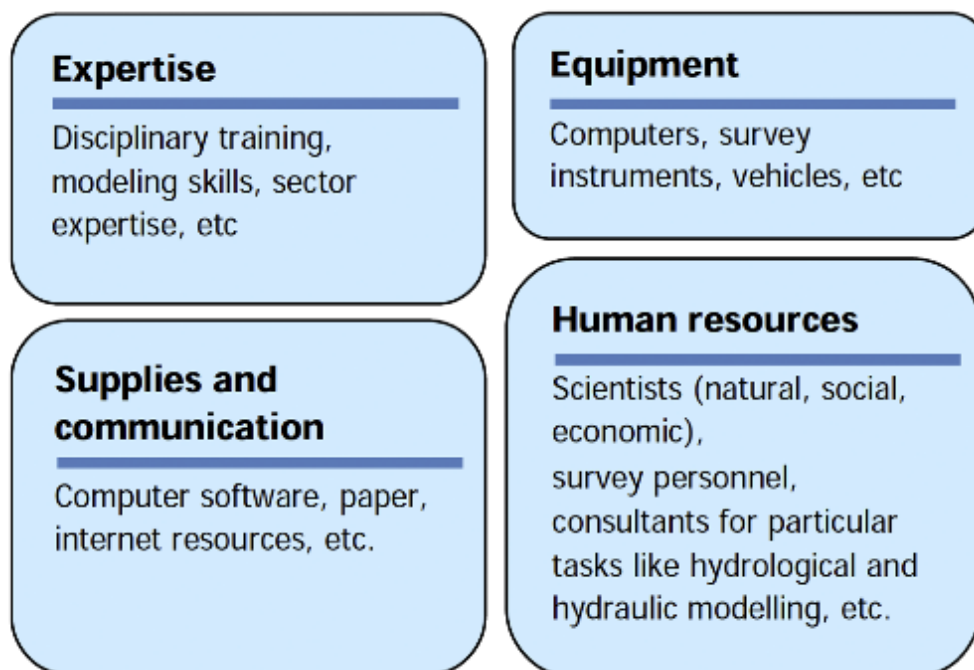 Expertise
Disciplinary training,
modeling skills, sector
expertise, etc
Equipment
Computers, survey
instruments, vehicles, etc
Supplies and
communication
Computer software, paper,
internet resources, etc.
Human resources
Scientists (natural, social,
economic),
survey personnel,
consultants for particular
tasks like hydrological and
hydraulic modelling, etc.